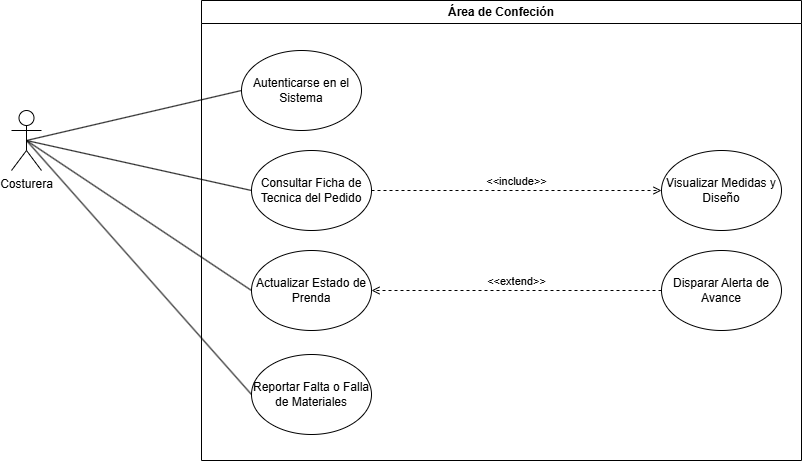 Área de Confeción
Autenticarse en el
Sistema
Costurera
Consultar Ficha de
Tecnica del Pedido
<<include>>
Visualizar Medidas y
Diseño
Actualizar Estado de
Prenda
<<extend>>
Disparar Alerta de
Avance
Reportar Falta o Falla
de Materiales